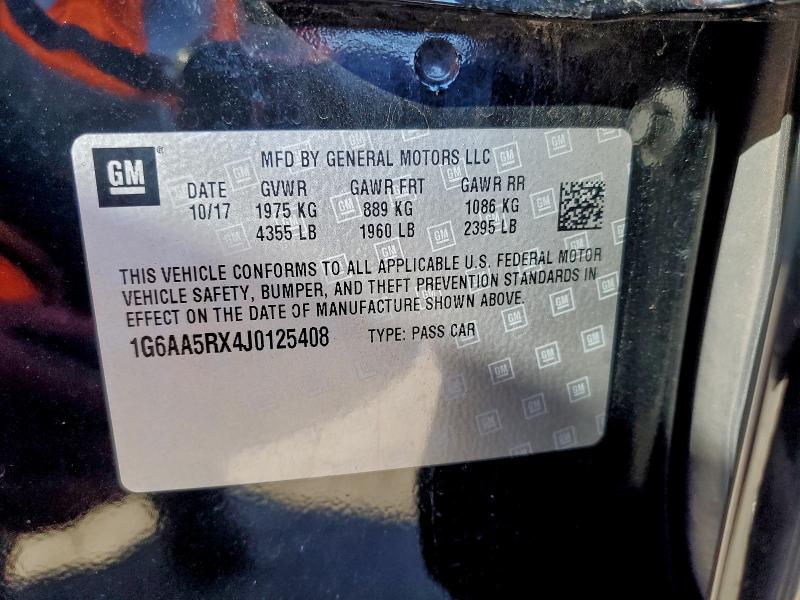 GM
MFD BY GENERAL MOTORS LLC
DATE GVWR GAWR FRT GAWR RR
10/17 1975 KG 889 KG 1086 KG
4355 LB 1960 LB 2395 LB
THIS VEHICLE CONFORMS TO ALL APPLICABLE U.S. FEDERAL MOTOR
VEHICLE SAFETY, BUMPER, AND THEFT PREVENTION STANDARDS IN
EFFECT ON THE DATE OF MANUFACTURE SHOWN ABOVE.
1G6AA5RX4J0125408 TYPE: PASS CAR